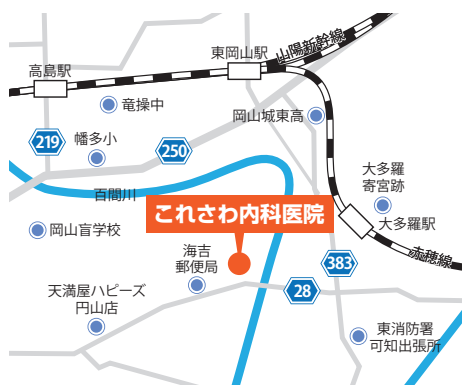 山陽新幹線
東岡山駅
高島駅
竜操中
岡山城東高
219
幡多小
250
大多羅
寄宮跡
百間川
これさわ内科医院
岡山盲学校
大多羅駅
海吉
郵便局
赤穂線
383
28
天満屋ハピーズ
円山店
東消防署
可知出張所